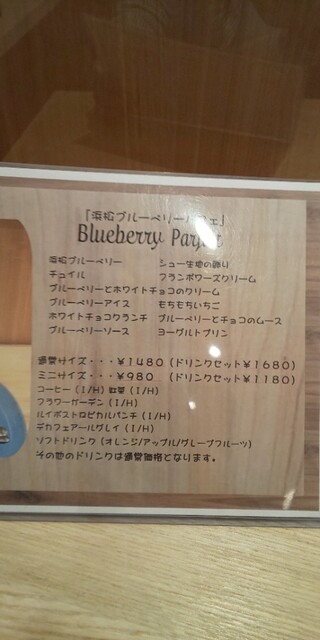 『浜松ブルーベリーパフェ』
Blueberry Parfait
浜松ブルーベリー　シュー生地の飾り
チュイル　フランボワーズクリーム
ブルーベリーとホワイトチョコのクリーム
ブルーベリーアイス　もちもちいちご
ホワイトチョコクランチ　ブルーベリーとチョコのムース
ブルーベリーソース　ヨーグルトプリン
通常サイズ・・・￥1480（ドリンクセット￥1680）
ミニサイズ・・・￥980　（ドリンクセット￥1180）
コーヒー（I/H）紅茶（I/H）
フラワーガーデン（I/H）
ルイボストロピカルパンチ（I/H）
デカフェアールグレイ（I/H）
ソフトドリンク（オレンジ/アップル/グレープフルーツ）
その他のドリンクは通常価格となります。